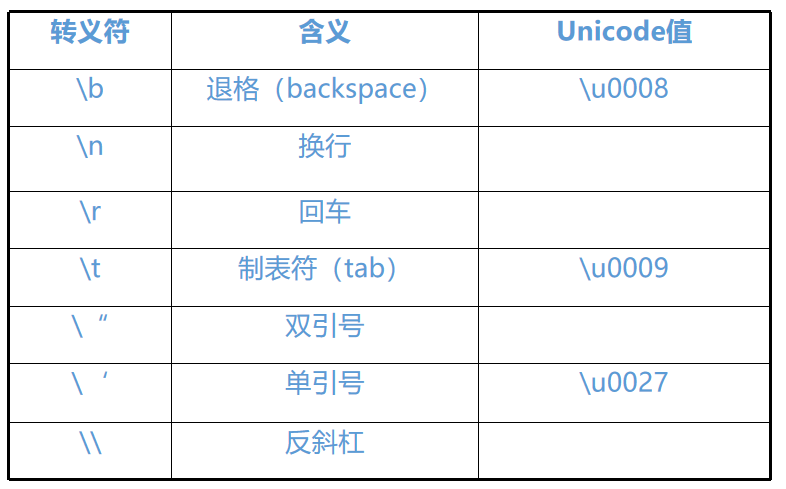 转义符 含义 Unicode值
\b 退格（backspace） \u0008
\n 换行
\r 回车
\t 制表符（tab） \u0009
\“ 双引号
\‘ 单引号 \u0027
\\ 反斜杠